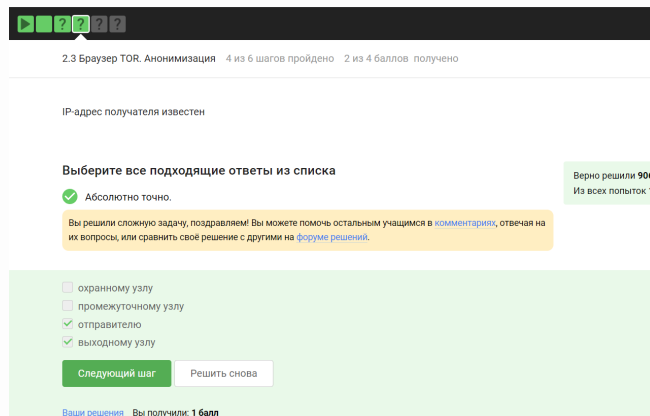 ? ? ? ?
2.3 Браузер TOR. Анонимизация 4 из 6 шагов пройдено 2 из 4 баллов получено
IP-адрес получателя известен
Выберите все подходящие ответы из списка
Верно решили 906
Абсолютно точно.
Из всех попыток
Вы решили сложную задачу, поздравляем! Вы можете помочь остальным учащимся в комментариях, отвечая на
их вопросы, или сравнить своё решение с другими на форуме решений.
охранному узлу
промежуточному узлу
отправителю
выходному узлу
Следующий шаг Решить снова
Ваши решения Вы получили: 1 балл